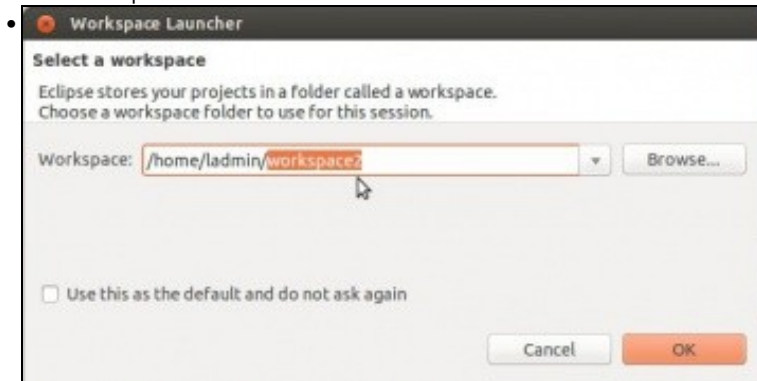 Workspace Launcher
Select a workspace
Eclipse stores your projects in a folder called a workspace.
Choose a workspace folder to use for this session.
Workspace: /home/ladmin/workspace2 Browse...
Use this as the default and do not ask again
Cancel OK